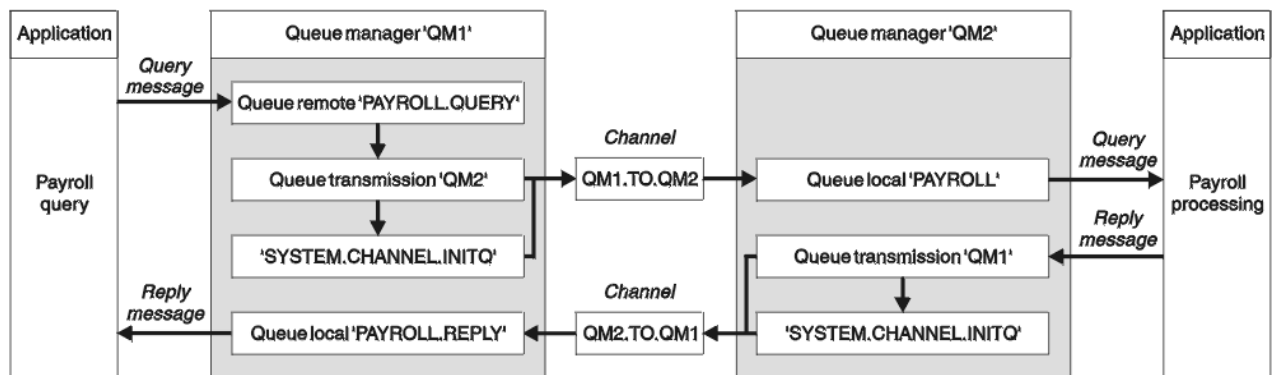 Application
Queue manager 'QM1'
Queue manager 'QM2'
Application
Query
message
Queue remote 'PAYROLL.QUERY'
Channel
Query
message
Payroll
query
Queue transmission 'QM2'
QM1.TO.QM2
Queue local 'PAYROLL'
Payroll
processing
Reply
message
'SYSTEM.CHANNEL.INITQ'
Queue transmission 'QM1'
Reply
message
Channel
Queue local 'PAYROLL.REPLY'
QM2.TO.QM1
'SYSTEM.CHANNEL.INITQ'